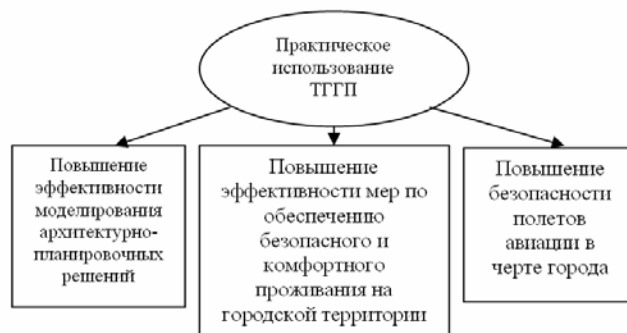 Практическое
использование
ТГГП
Повышение
эффективности
моделирования
архитектурно-
планировочных
решений
Повышение
эффективности мер по
обеспечению
безопасного и
комфортного
проживания на
городской территории
Повышение
безопасности
полетов
авиации в
черте города